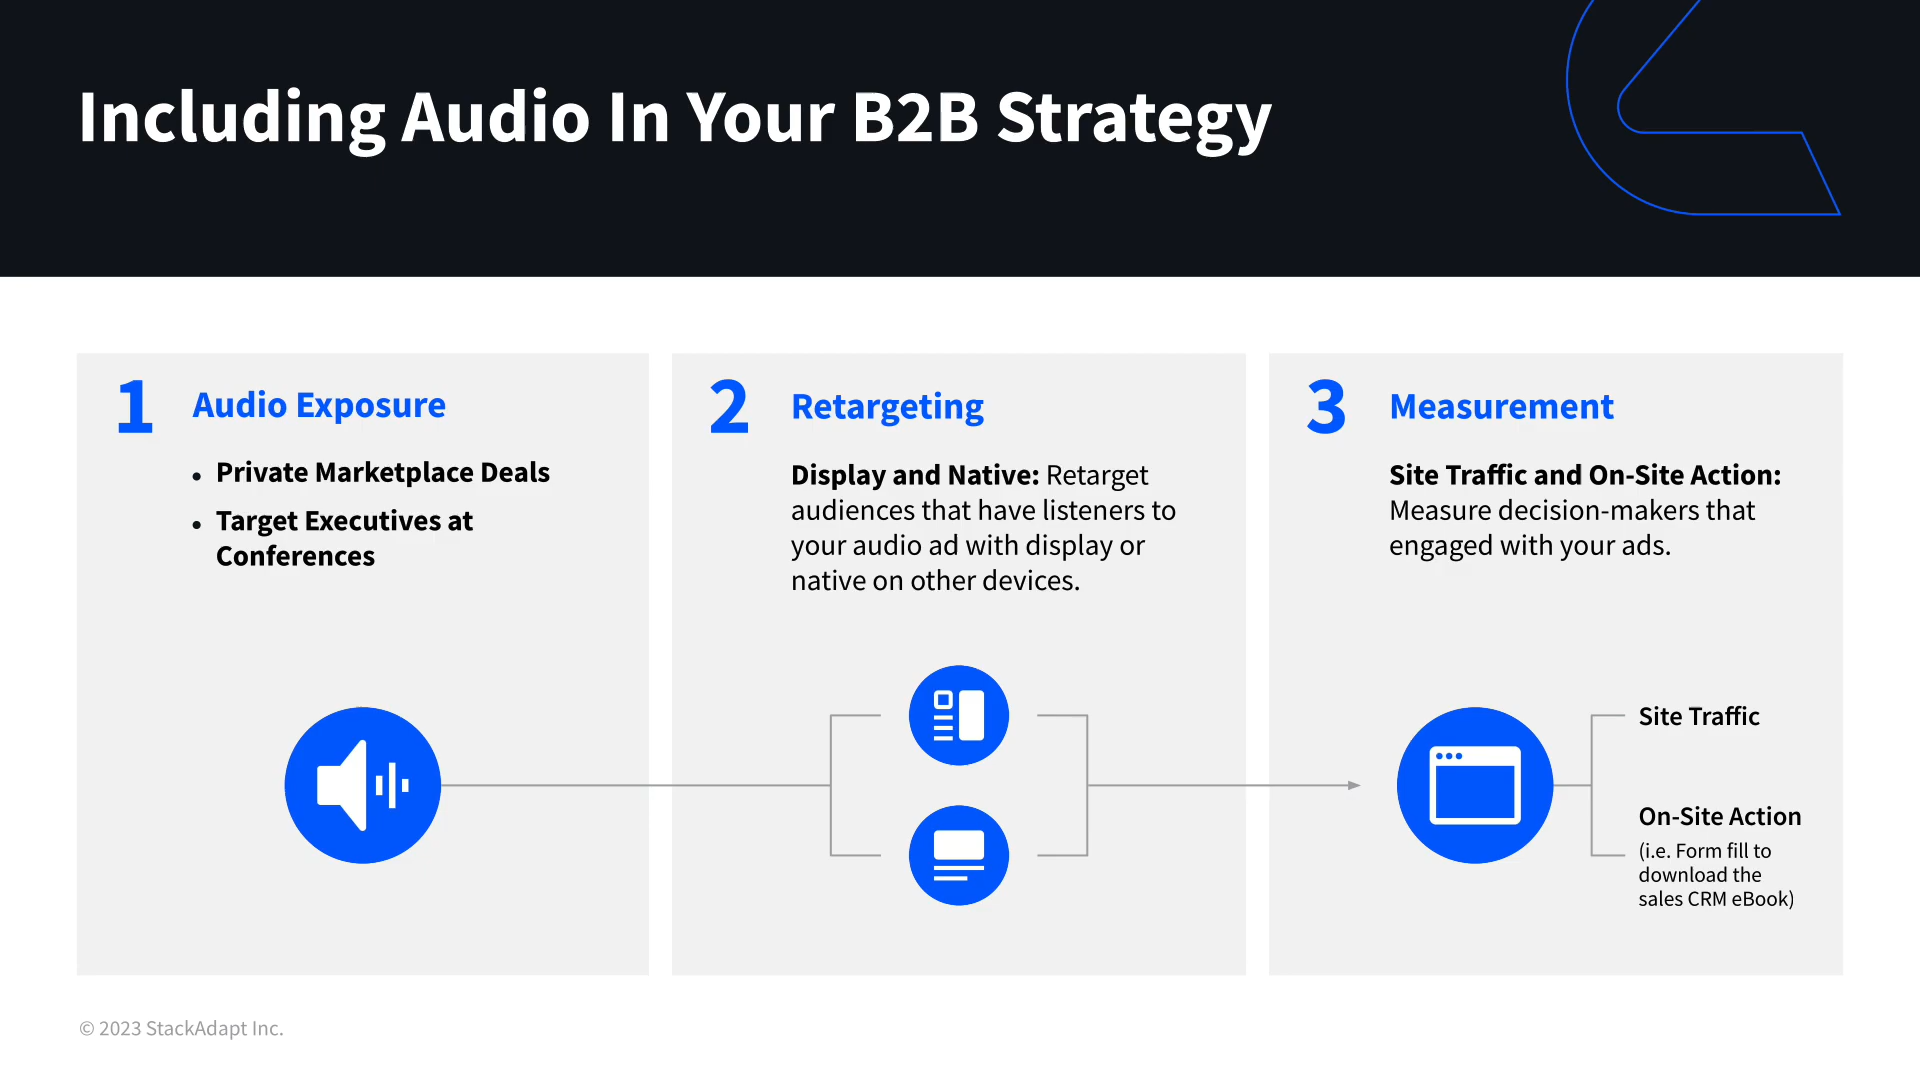 Including Audio In Your B2B Strategy
1
Audio Exposure
• Private Marketplace Deals
• Target Executives at
Conferences
2
Retargeting
Display and Native: Retarget
audiences that have listeners to
your audio ad with display or
native on other devices.
3
Measurement
Site Traffic and On-Site Action:
Measure decision-makers that
engaged with your ads.
Site Traffic
On-Site Action
(i.e. Form fill to
download the
sales CRM eBook)
© 2023 StackAdapt Inc.